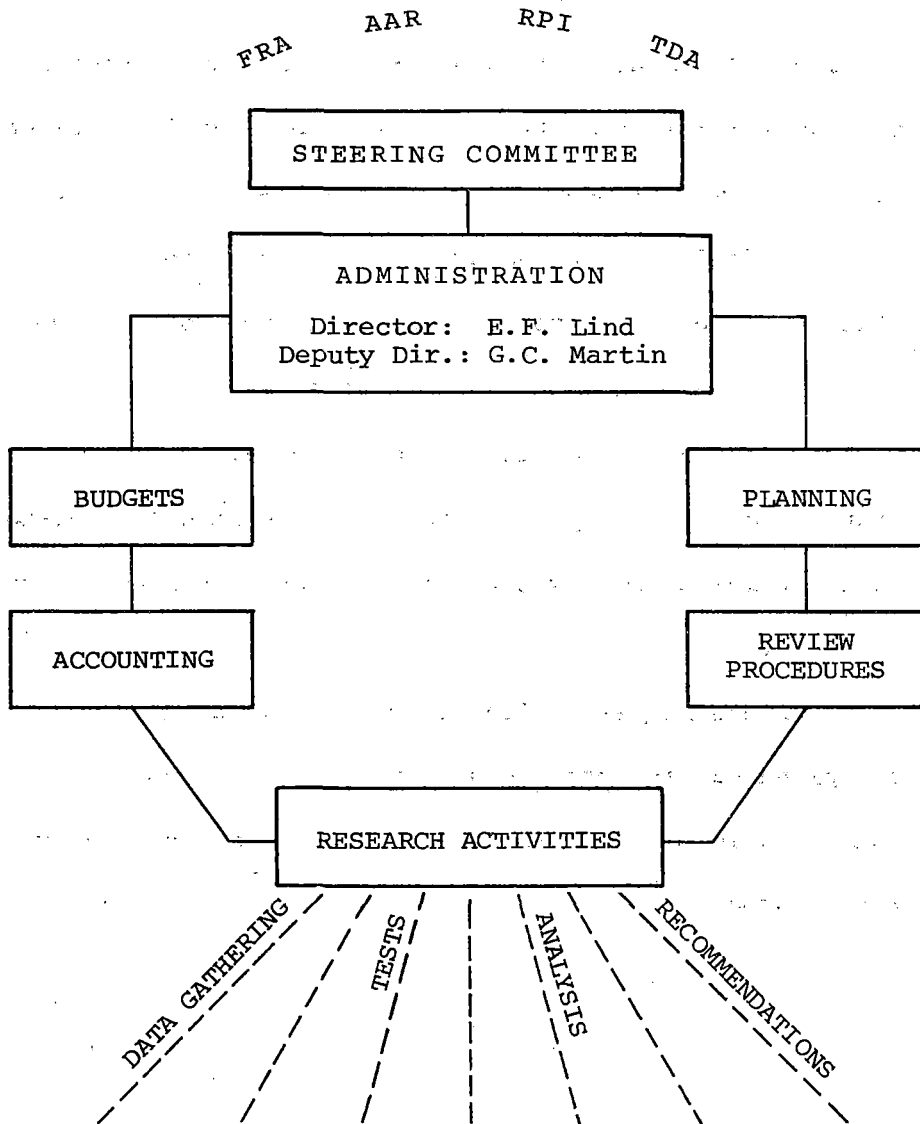 FRA AAR RPI TDA
STEERING COMMITTEE
ADMINISTRATION
Director: E.F. Lind
Deputy Dir.: G.C. Martin
BUDGETS
PLANNING
ACCOUNTING
REVIEW
PROCEDURES
RESEARCH ACTIVITIES
DATA GATHERING
TESTS
ANALYSIS
RECOMMENDATIONS